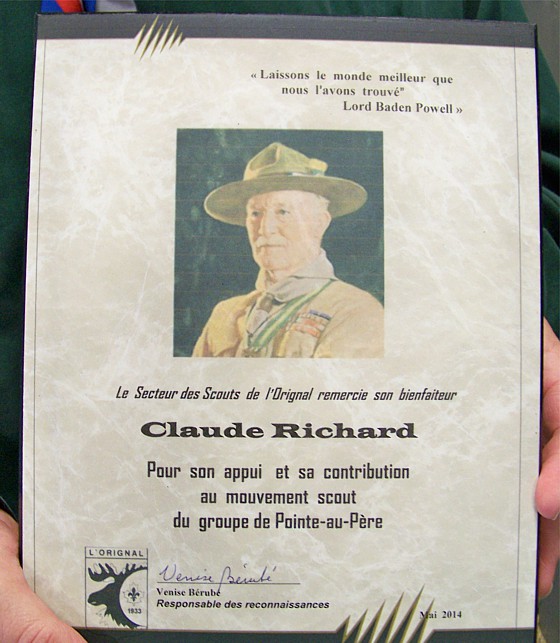 « Laissons le monde meilleur que
nous l'avons trouvé"
Lord Baden Powell »
Le Secteur des Scouts de l'Orignal remercie son bienfaiteur
Claude Richard
Pour son appui et sa contribution
au mouvement scout
du groupe de Pointe-au-Père
L'ORIGNAL
1933
Venise Bérubé
Venise Bérubé
Responsable des reconnaissances
Mai 2014